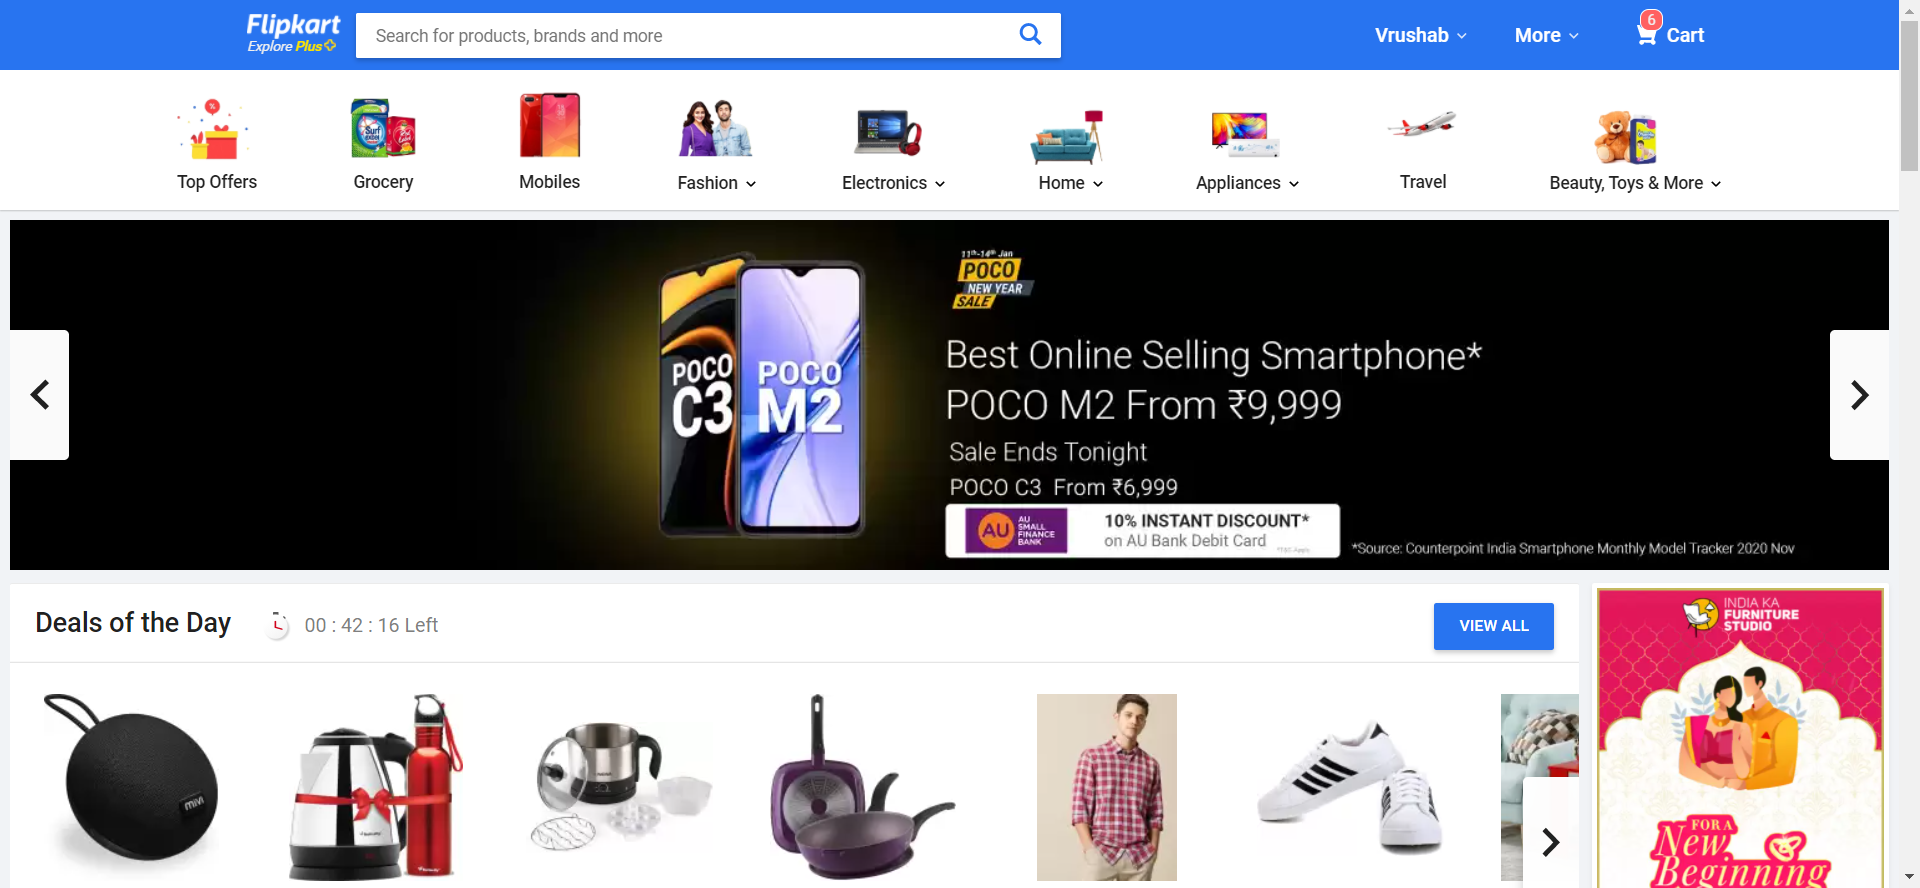 Flipkart
Explore Plus
Search for products, brands and more
Vrushab
More
6
Cart
Top Offers
Grocery
Mobiles
Fashion
Electronics
Home
Appliances
Travel
Beauty, Toys & More
11th-14th Jan
POCO
NEW YEAR
SALE
POCO
C3
POCO
M2
Best Online Selling Smartphone*
POCO M2 From ₹9,999
Sale Ends Tonight
POCO C3 From ₹6,999
AU
AU
SMALL
FINANCE
BANK
10% INSTANT DISCOUNT*
on AU Bank Debit Card
*T&C Apply
*Source: Counterpoint India Smartphone Monthly Model Tracker 2020 Nov
Deals of the Day
00 : 42 : 16 Left
VIEW ALL
MIVI
INDIA KA
FURNITURE
STUDIO
FOR A
New
Beginning